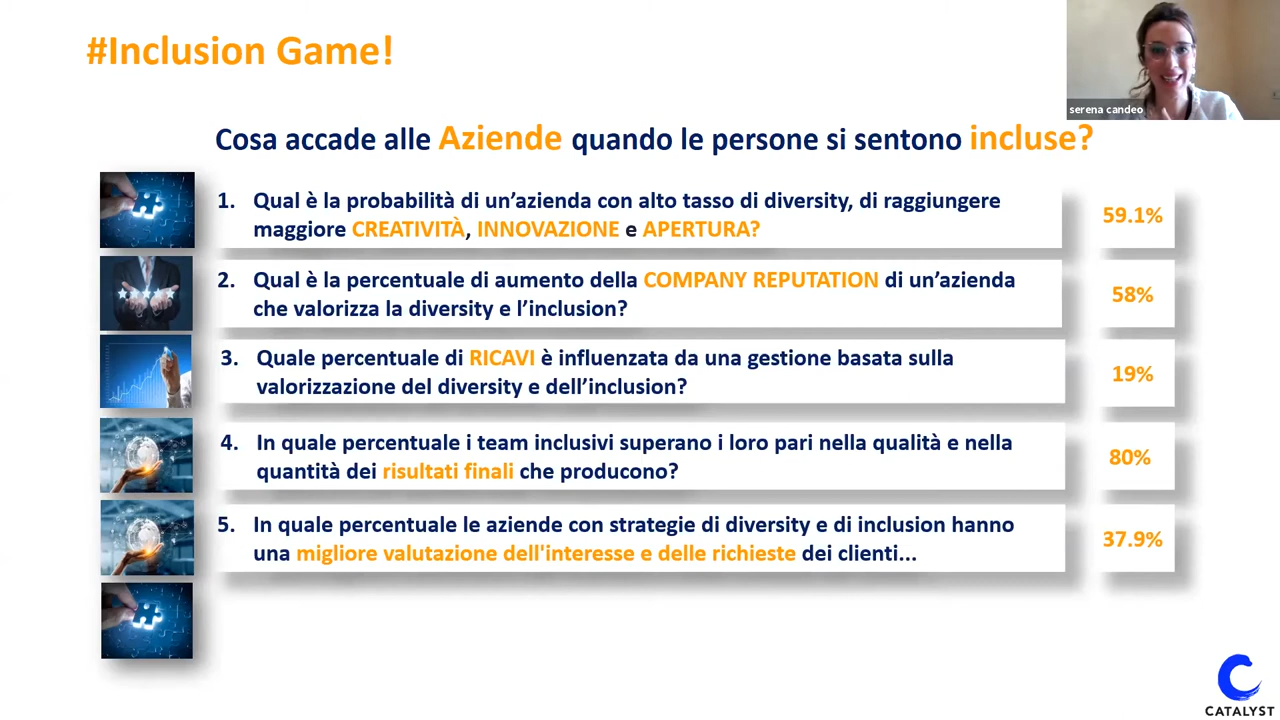 #Inclusion Game!
serena candeo
Cosa accade alle Aziende quando le persone si sentono incluse?
1. Qual è la probabilità di un'azienda con alto tasso di diversity, di raggiungere
maggiore CREATIVITÀ, INNOVAZIONE e APERTURA?
59.1%
2. Qual è la percentuale di aumento della COMPANY REPUTATION di un'azienda
che valorizza la diversity e l'inclusion?
58%
3. Quale percentuale di RICAVI è influenzata da una gestione basata sulla
valorizzazione del diversity e dell'inclusion?
19%
4. In quale percentuale i team inclusivi superano i loro pari nella qualità e nella
quantità dei risultati finali che producono?
80%
5. In quale percentuale le aziende con strategie di diversity e di inclusion hanno
una migliore valutazione dell'interesse e delle richieste dei clienti...
37.9%
CATALYST